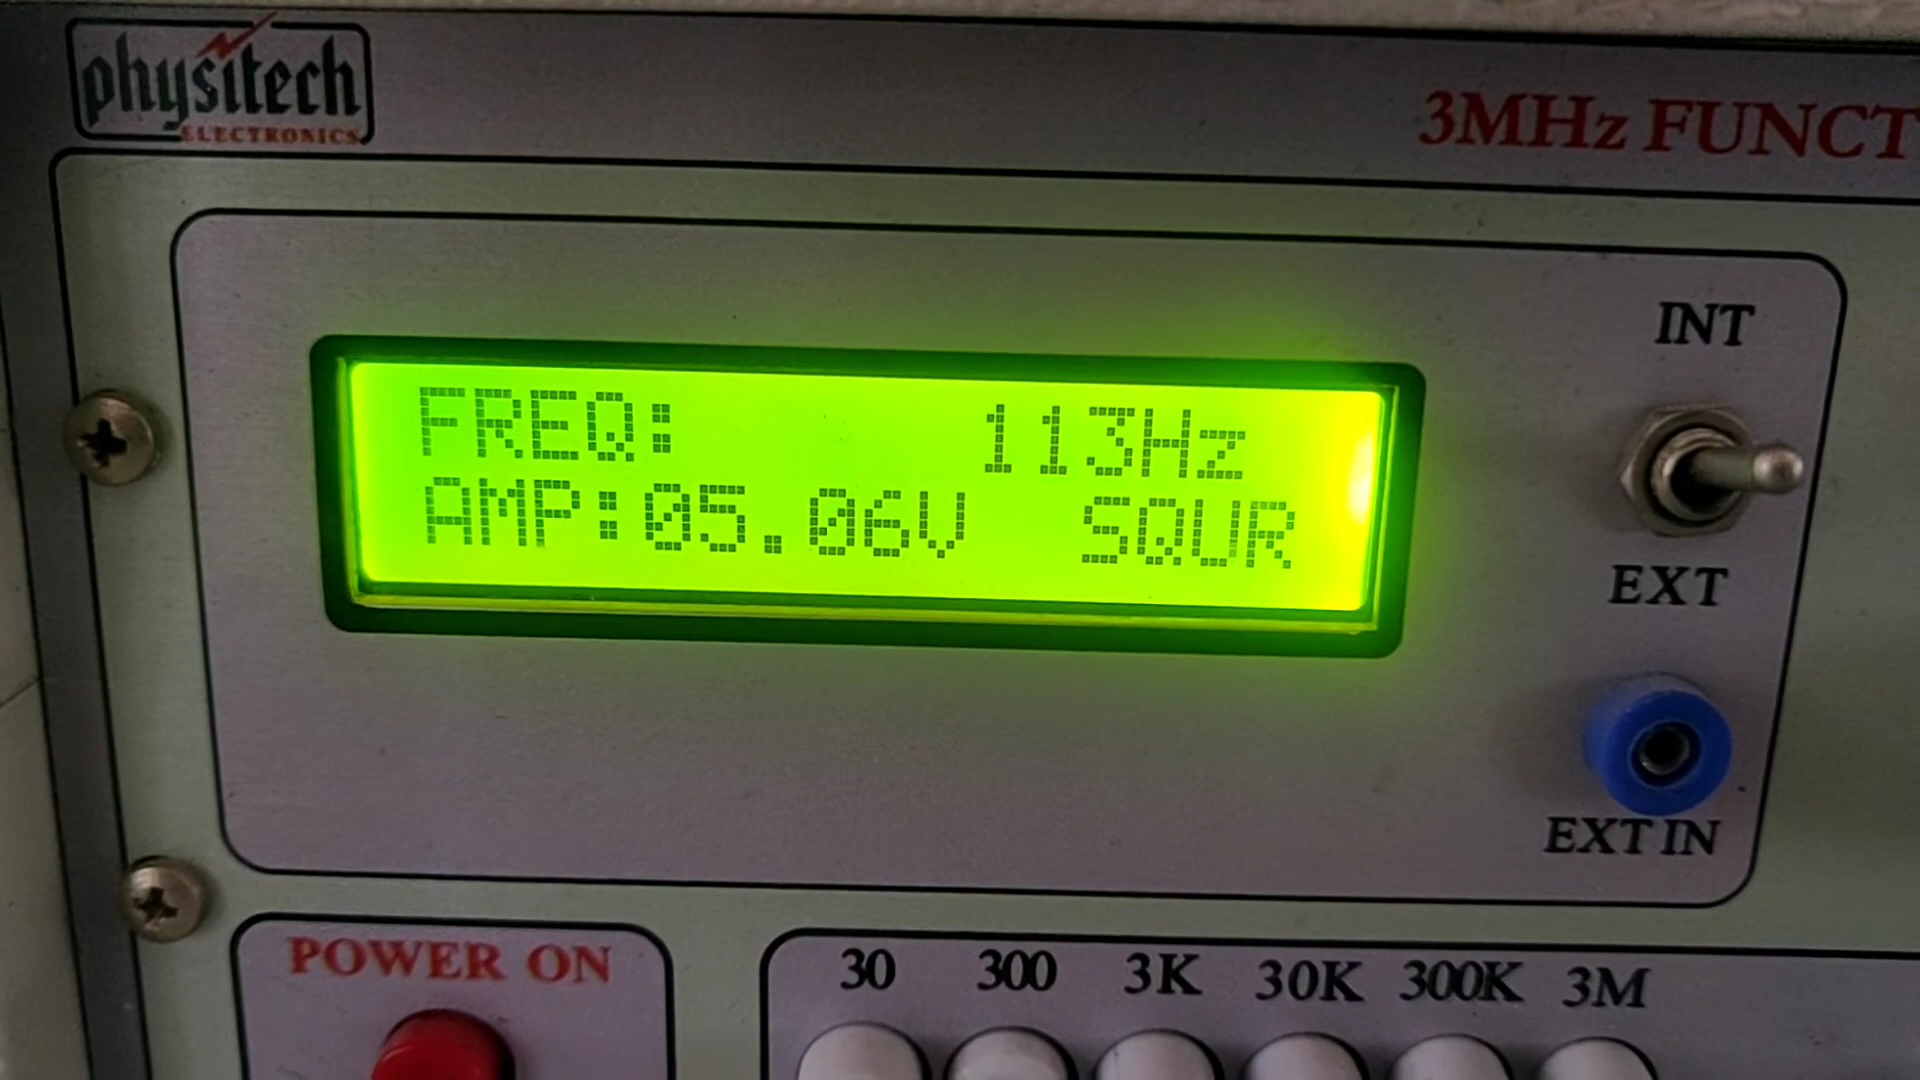 physitech
ELECTRONICS
3MHz FUNCT
INT
FREQ: 113Hz
AMP:05.06V SQUR
EXT
EXT IN
POWER ON
30 300 3K 30K 300K 3M